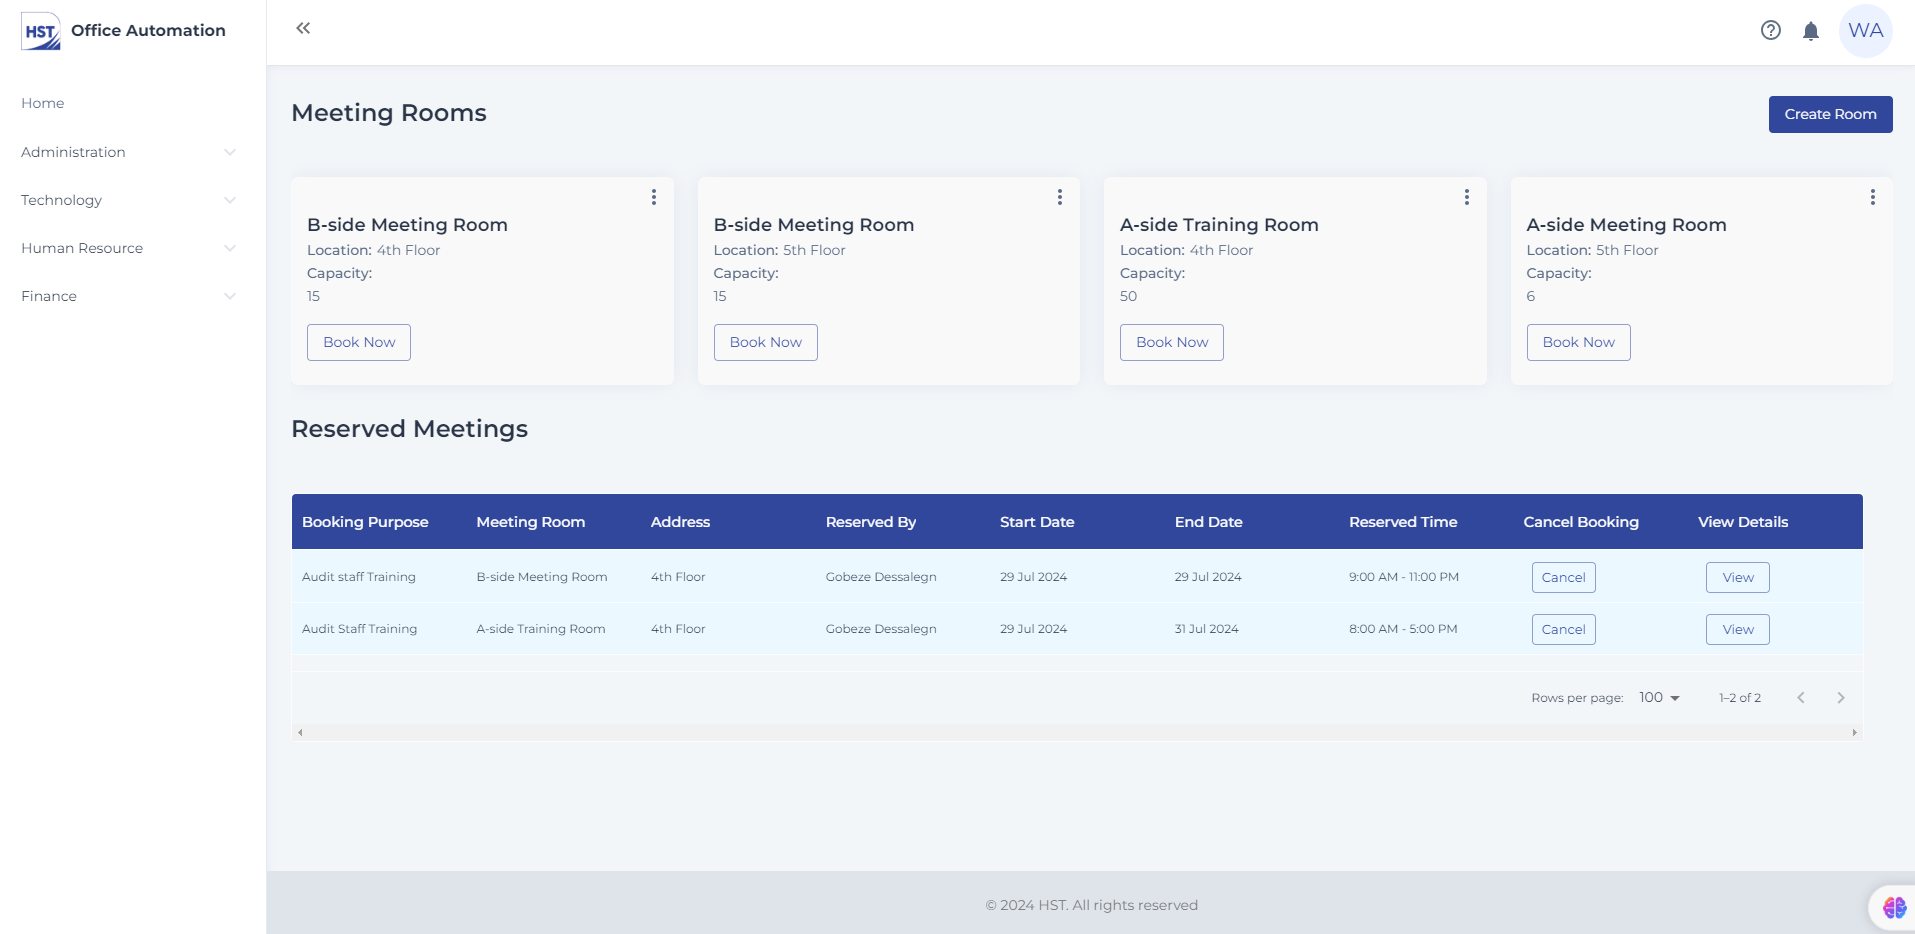 HST Office Automation
WA
Home
Administration
Technology
Human Resource
Finance
Meeting Rooms
Create Room
B-side Meeting Room
Location: 4th Floor
Capacity:
15
Book Now
B-side Meeting Room
Location: 5th Floor
Capacity:
15
Book Now
A-side Training Room
Location: 4th Floor
Capacity:
50
Book Now
A-side Meeting Room
Location: 5th Floor
Capacity:
6
Book Now
Reserved Meetings
Booking Purpose Meeting Room Address Reserved By Start Date End Date Reserved Time Cancel Booking View Details
Audit staff Training B-side Meeting Room 4th Floor Gobeze Dessalegn 29 Jul 2024 29 Jul 2024 9:00 AM - 11:00 PM Cancel View
Audit Staff Training A-side Training Room 4th Floor Gobeze Dessalegn 29 Jul 2024 31 Jul 2024 8:00 AM - 5:00 PM Cancel View
Rows per page: 100 1–2 of 2
© 2024 HST. All rights reserved